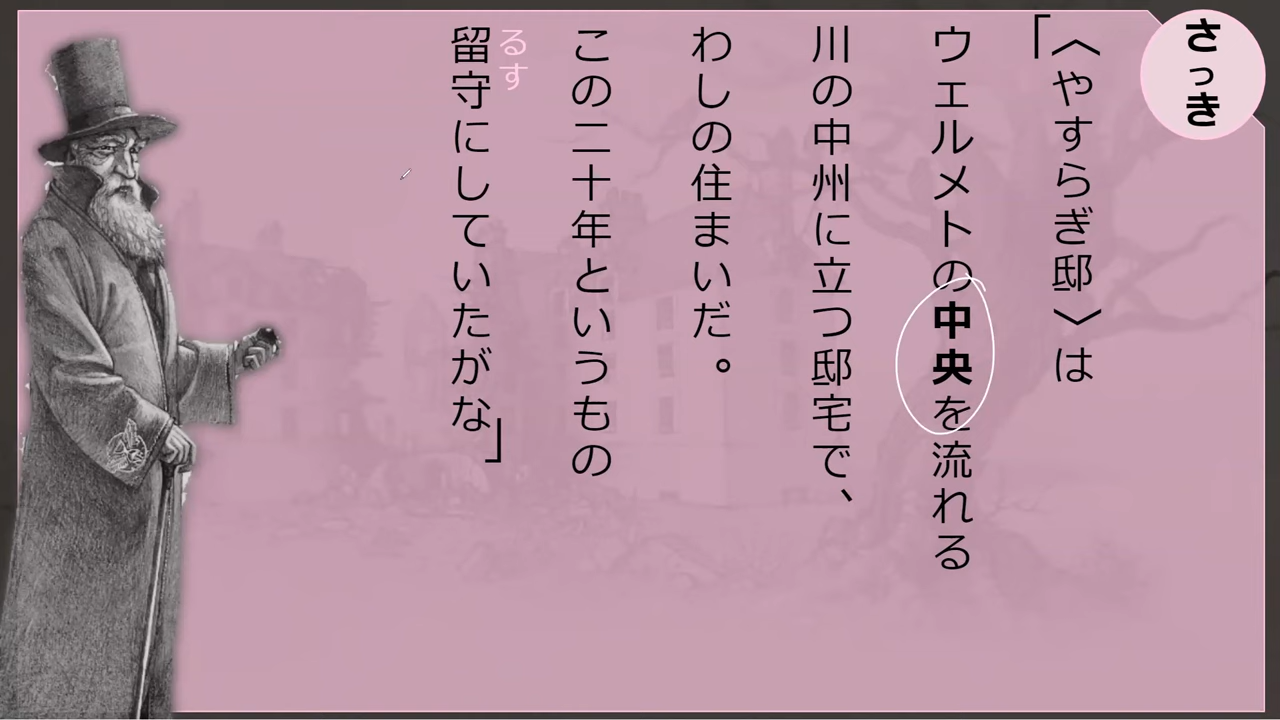 さっき
「〈やすらぎ邸〉は
ウェルメトの中央を流れる
川の中州に立つ邸宅で、
わしの住まいだ。
この二十年というもの
るす
留守にしていたがな」